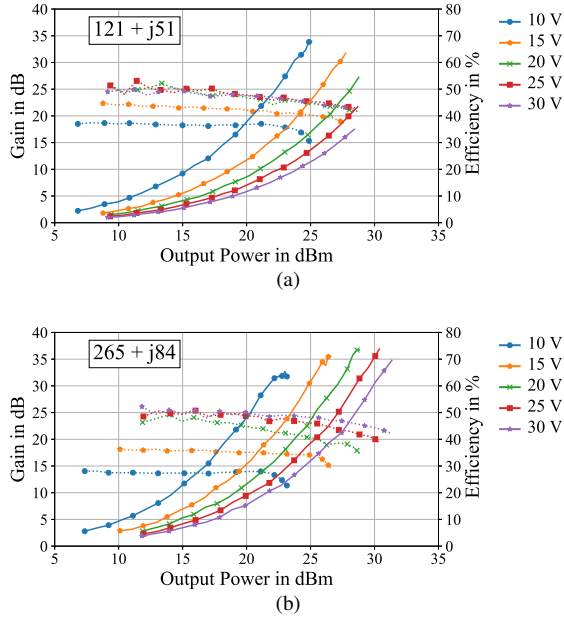 40
35
30
25
20
15
10
5
0
Gain in dB
121 + j51
80
70
60
50
40
30
20
10
0
Efficiency in %
10 V
15 V
20 V
25 V
30 V
5
10
15
20
25
30
35
Output Power in dBm
(a)
40
35
30
25
20
15
10
5
0
Gain in dB
265 + j84
80
70
60
50
40
30
20
10
0
Efficiency in %
10 V
15 V
20 V
25 V
30 V
5
10
15
20
25
30
35
Output Power in dBm
(b)